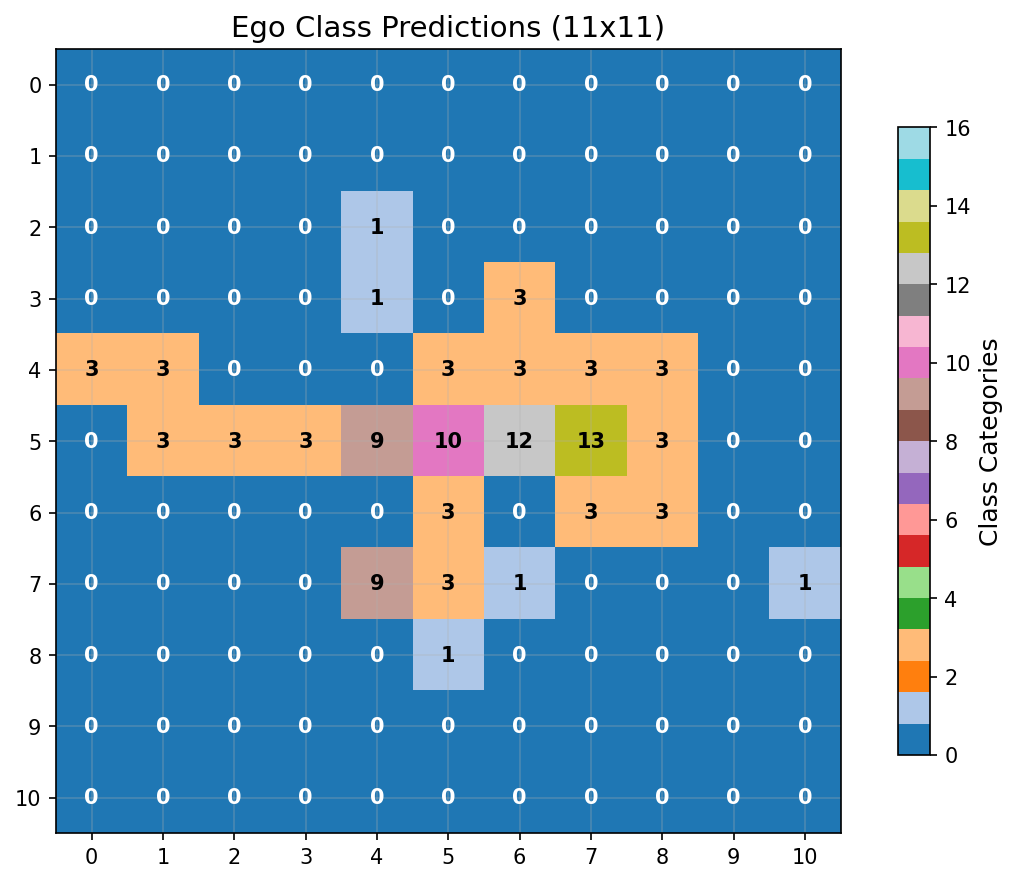 Ego Class Predictions (11x11)
0 0 0 0 0 0 0 0 0 0 0 0
1 0 0 0 0 0 0 0 0 0 0 0
2 0 0 0 0 1 0 0 0 0 0 0
3 0 0 0 0 1 0 3 0 0 0 0
4 3 3 0 0 0 3 3 3 3 0 0
5 0 3 3 3 9 10 12 13 3 0 0
6 0 0 0 0 0 3 0 3 3 0 0
7 0 0 0 0 9 3 1 0 0 0 1
8 0 0 0 0 0 1 0 0 0 0 0
9 0 0 0 0 0 0 0 0 0 0 0
10 0 0 0 0 0 0 0 0 0 0 0
0 1 2 3 4 5 6 7 8 9 10
16
14
12
10
8
6
4
2
0
Class Categories